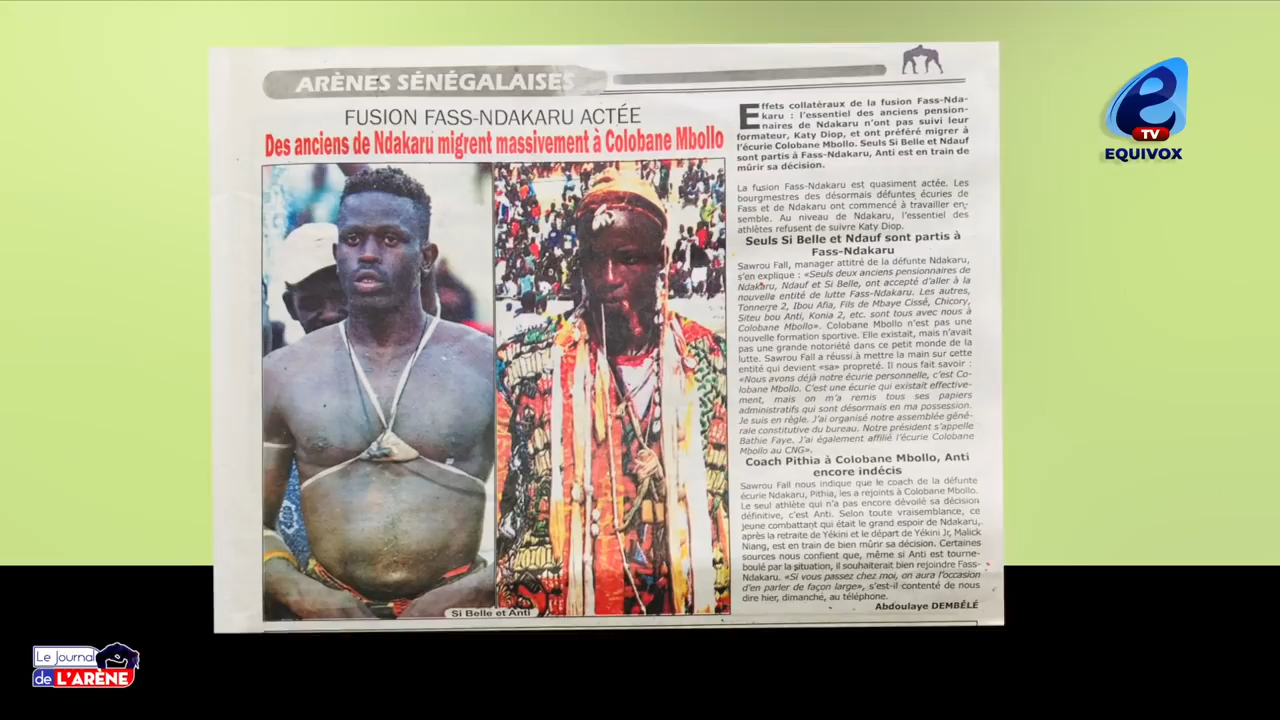 ARÈNES SÉNÉGALAISES
FUSION FASS-NDAKARU ACTÉE
Des anciens de Ndakaru migrent massivement à Colobane Mbollo
Si Belle et Anti
Effets collatéraux de la fusion Fass-Nda-
karu : l'essentiel des anciens pension-
naires de Ndakaru n'ont pas suivi leur
formateur, Katy Diop, et ont préféré migrer à
l'écurie Colobane Mbollo. Seuls Si Belle et Ndauf
sont partis à Fass-Ndakaru, Anti est en train de
mûrir sa décision.
La fusion Fass-Ndakaru est quasiment actée. Les
bourgmestres des désormais défuntes écuries de
Fass et de Ndakaru ont commencé à travailler en-
semble. Au niveau de Ndakaru, l'essentiel des
athlètes refusent de suivre Katy Diop.
Seuls Si Belle et Ndauf sont partis à
Fass-Ndakaru
Sawrou Fall, manager attitré de la défunte Ndakaru,
s'en explique : «Seuls deux anciens pensionnaires de
Ndakaru, Ndauf et Si Belle, ont accepté d'aller à la
nouvelle entité de lutte Fass-Ndakaru. Les autres,
Tonnerre 2, Ibou Afia, Fils de Mbaye Cissé, Chicory,
Siteu bou Anti, Konia 2, etc. sont tous avec nous à
Colobane Mbollo». Colobane Mbollo n'est pas une
nouvelle formation sportive. Elle existait, mais n'avait
pas une grande notoriété dans ce petit monde de la
lutte. Sawrou Fall a réussi à mettre la main sur cette
entité qui devient «sa» propreté. Il nous fait savoir :
«Nous avons déjà notre écurie personnelle, c'est Co-
lobane Mbollo. C'est une écurie qui existait effective-
ment, mais on m'a remis tous ses papiers
administratifs qui sont désormais en ma possession.
Je suis en règle. J'ai organisé notre assemblée géné-
rale constitutive du bureau. Notre président s'appelle
Bathie Faye. J'ai également affilié l'écurie Colobane
Mbollo au CNG».
Coach Pithia à Colobane Mbollo, Anti
encore indécis
Sawrou Fall nous indique que le coach de la défunte
écurie Ndakaru, Pithia, les a rejoints à Colobane Mbollo.
Le seul athlète qui n'a pas encore dévoilé sa décision
définitive, c'est Anti. Selon toute vraisemblance, ce
jeune combattant qui était le grand espoir de Ndakaru,
après la retraite de Yékini et le départ de Yékini Jr, Malick
Niang, est en train de bien mûrir sa décision. Certaines
sources nous confient que, même si Anti est tourne-
boulé par la situation, il souhaiterait bien rejoindre Fass-
Ndakaru. «Si vous passez chez moi, on aura l'occasion
d'en parler de façon large», s'est-il contenté de nous
dire hier, dimanche, au téléphone.
Abdoulaye DEMBÉLÉ
e
TV
EQUIVOX
Le Journal
de L'ARÈNE